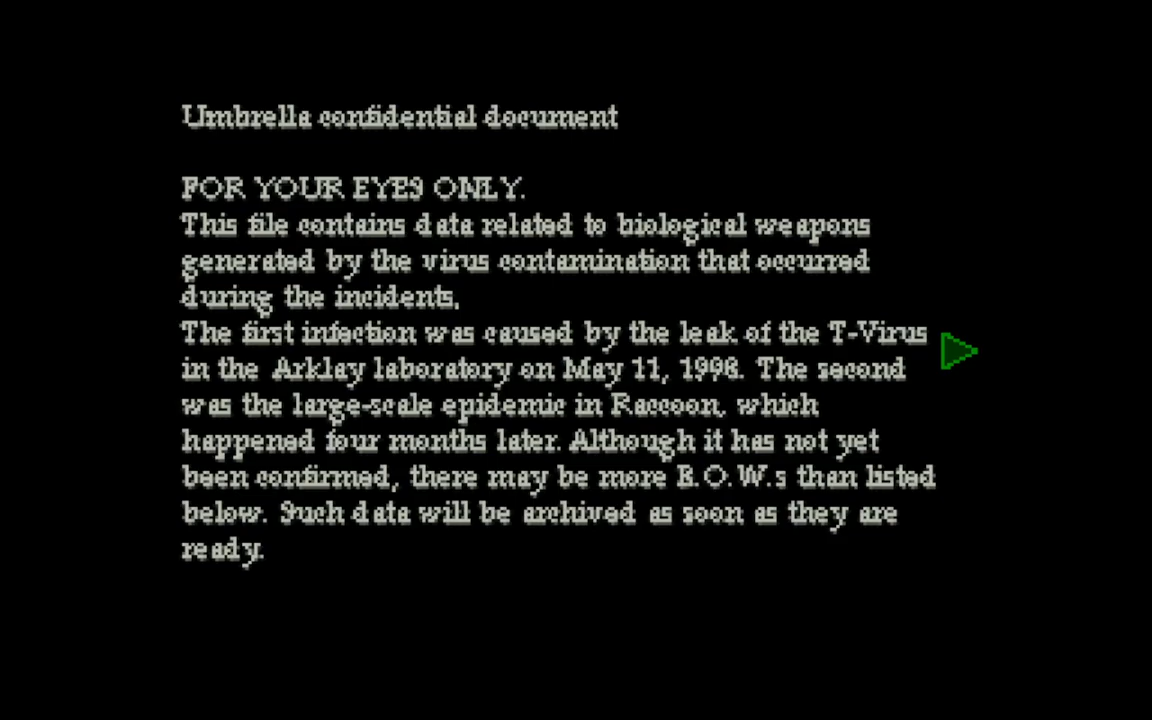 Umbrella confidential document
FOR YOUR EYES ONLY.
This file contains data related to biological weapons
generated by the virus contamination that occurred
during the incidents.
The first infection was caused by the leak of the T-Virus
in the Arklay laboratory on May 11, 1998. The second
was the large-scale epidemic in Raccoon, which
happened four months later. Although it has not yet
been confirmed, there may be more B.O.W.s than listed
below. Such data will be archived as soon as they are
ready.